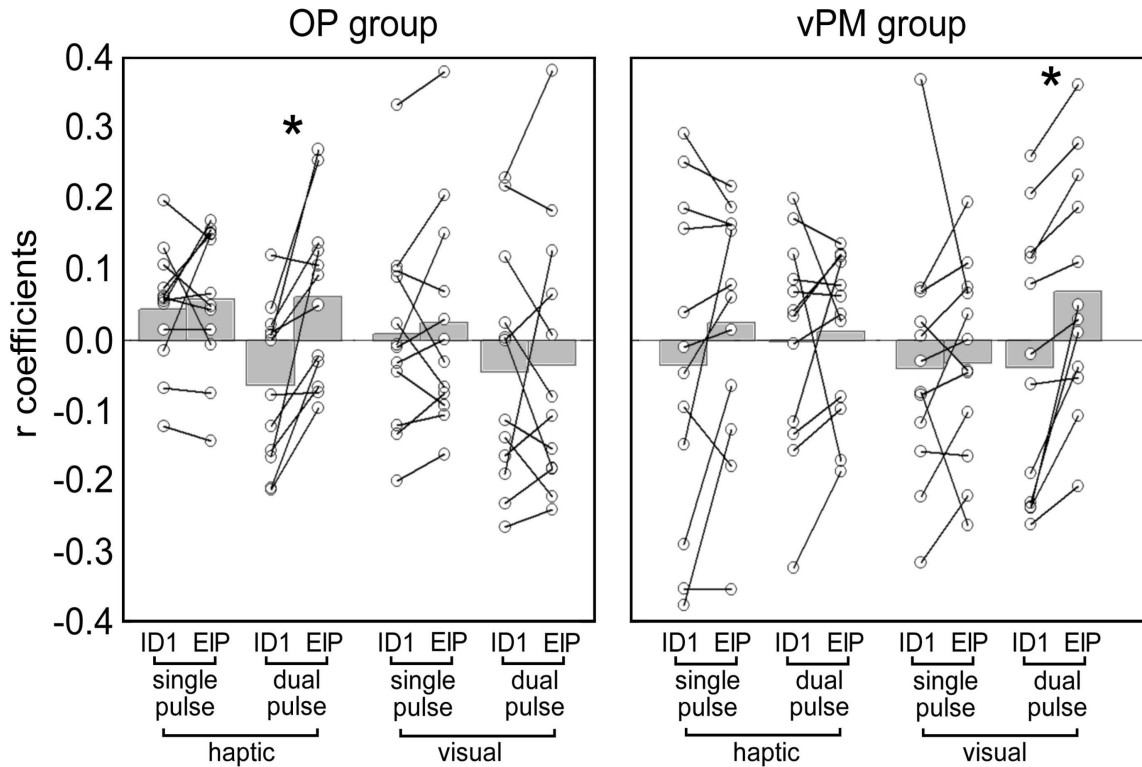 OP group
vPM group
r coefficients
0.4
0.3
0.2
0.1
0.0
-0.1
-0.2
-0.3
-0.4
*
*
ID1 EIP ID1 EIP ID1 EIP ID1 EIP
single pulse
dual pulse
single pulse
dual pulse
haptic
visual
ID1 EIP ID1 EIP ID1 EIP ID1 EIP
single pulse
dual pulse
single pulse
dual pulse
haptic
visual